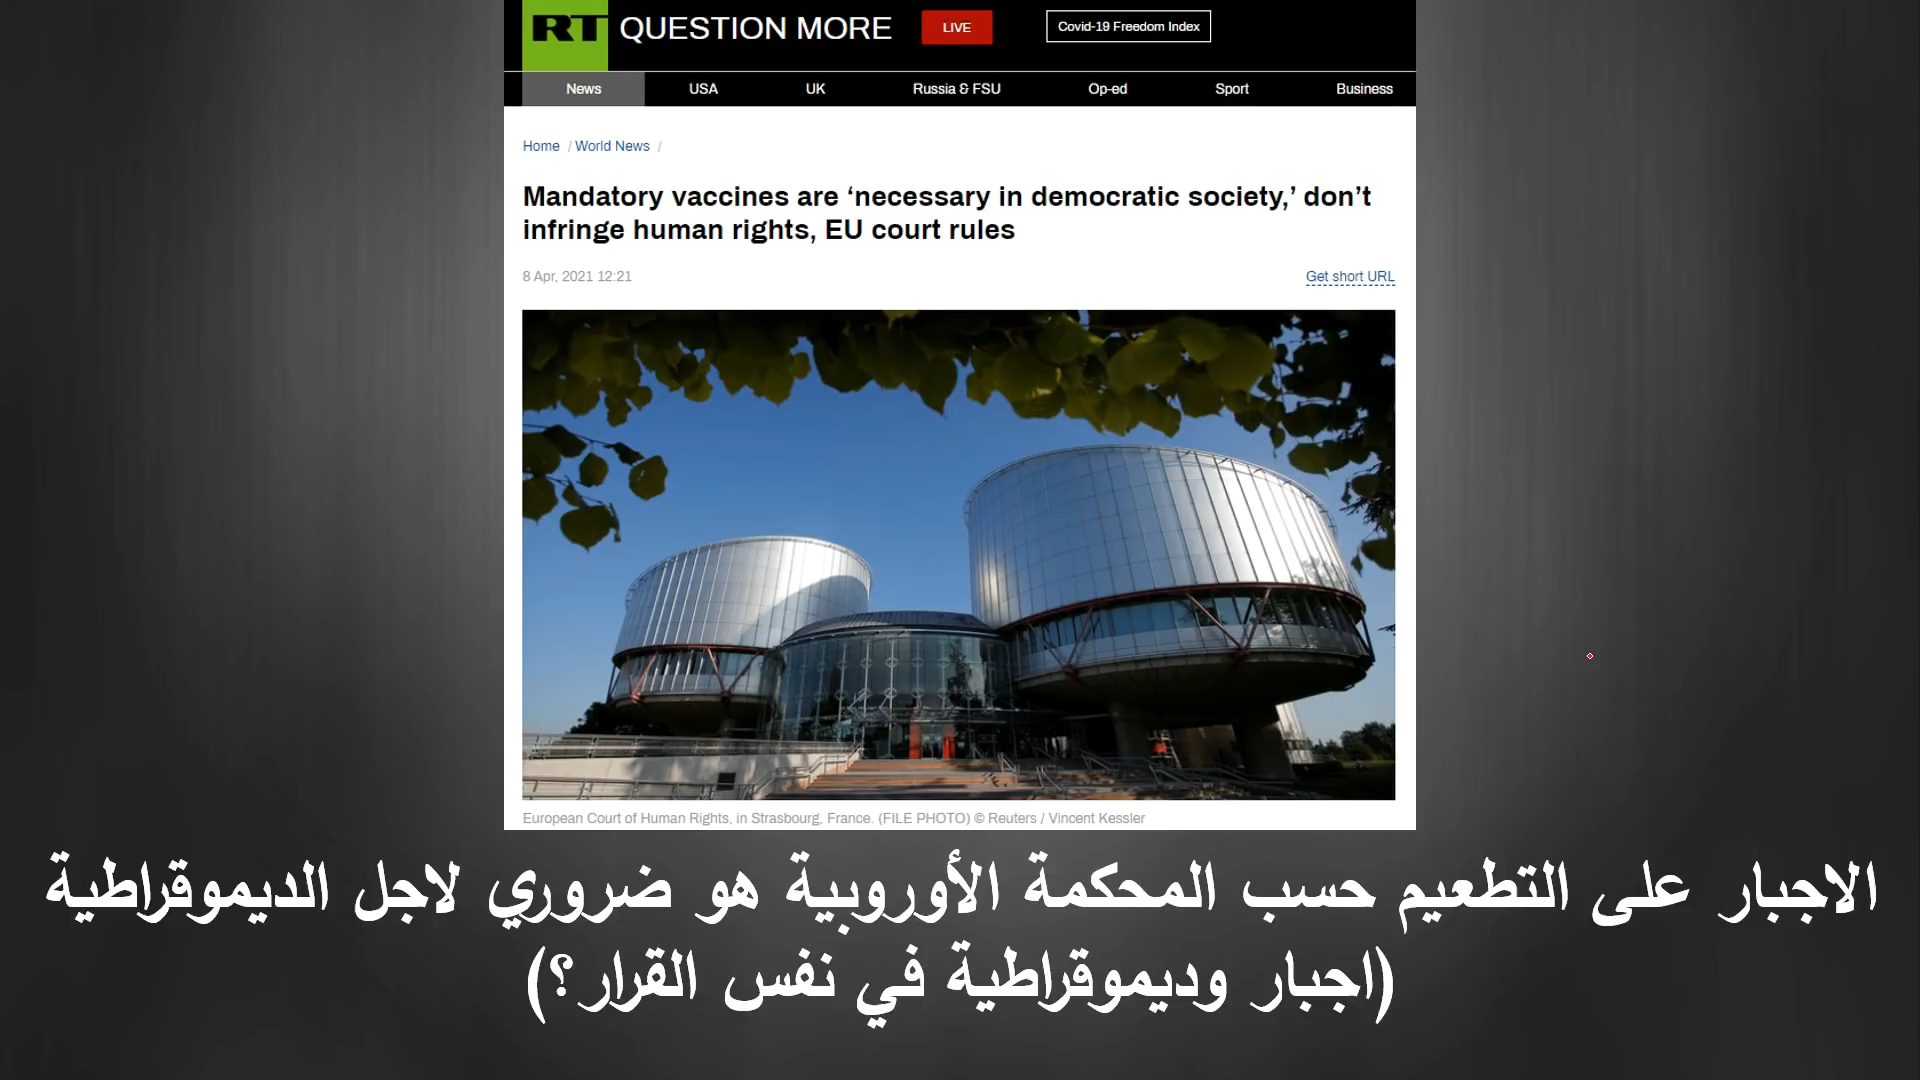 RT QUESTION MORE LIVE Covid-19 Freedom Index
News USA UK Russia & FSU Op-ed Sport Business
Home / World News /
Mandatory vaccines are ‘necessary in democratic society,’ don’t
infringe human rights, EU court rules
8 Apr, 2021 12:21 Get short URL
European Court of Human Rights, in Strasbourg, France. (FILE PHOTO) © Reuters / Vincent Kessler
الاجبار على التطعيم حسب المحكمة الأوروبية هو ضروري لاجل الديموقراطية
(اجبار وديموقراطية في نفس القرار؟)